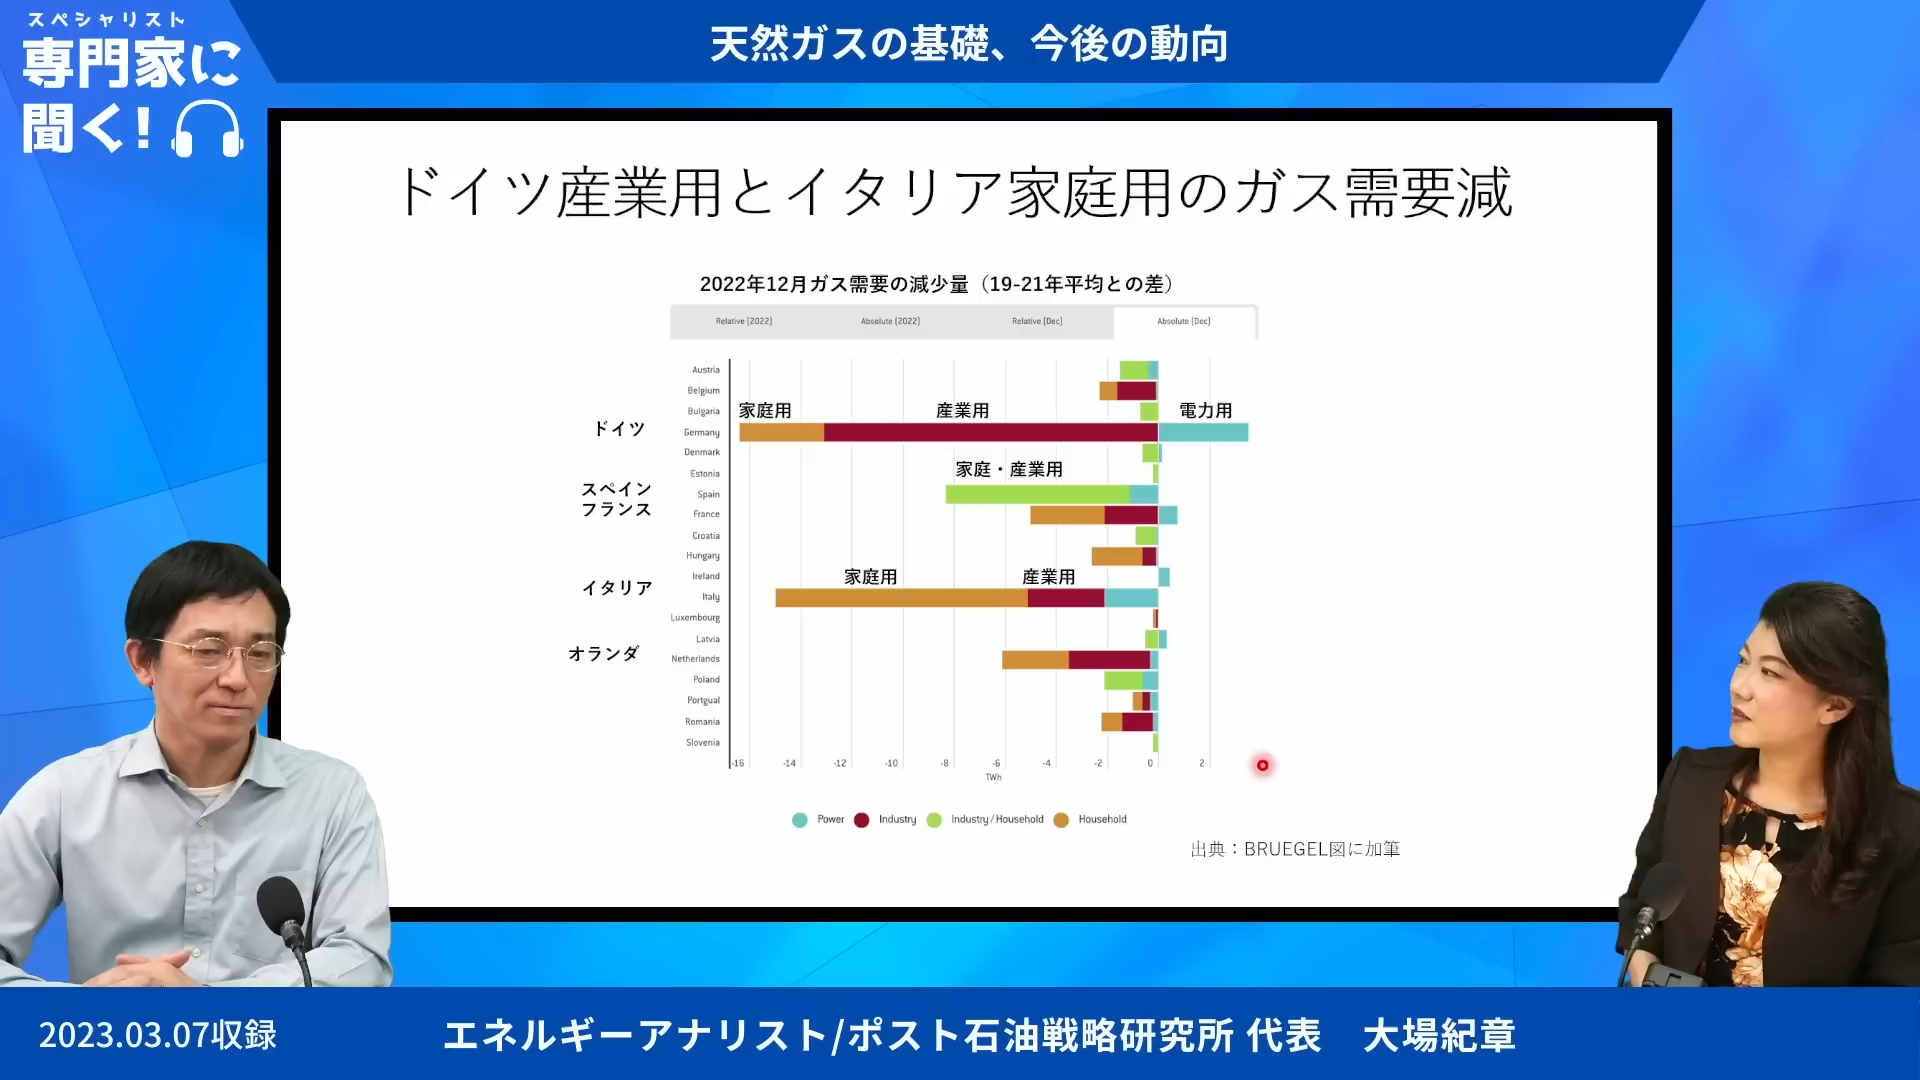 スペシャリスト
専門家に
聞く!
天然ガスの基礎、今後の動向
ドイツ産業用とイタリア家庭用のガス需要減
2022年12月ガス需要の減少量（19-21年平均との差）
Relative (2022) Absolute (2022) Relative (Dec) Absolute (Dec)
Austria
Belgium
Bulgaria
家庭用 産業用 電力用
ドイツ Germany
Denmark
家庭・産業用
Estonia
スペイン Spain
フランス France
Croatia
Hungary
家庭用 産業用
Ireland
イタリア Italy
Luxembourg
Latvia
オランダ Netherlands
Poland
Portgual
Romania
Slovenia
-16 -14 -12 -10 -8 -6 -4 -2 0 2
TWh
Power Industry Industry / Household Household
出典：BRUEGEL図に加筆
2023.03.07収録
エネルギーアナリスト/ポスト石油戦略研究所 代表　大場紀章